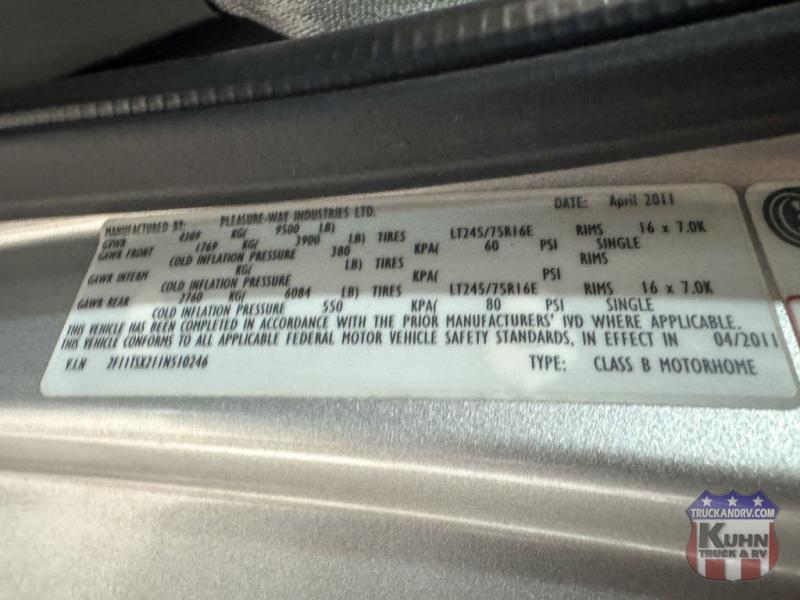 MANUFACTURED BY: PLEASURE-WAY INDUSTRIES LTD. DATE: April 2011
GVWR 4309 KG( 9500 LB)
GAWR FRONT 1769 KG( 3900 LB) TIRES LT245/75R16E RIMS 16 x 7.0K
COLD INFLATION PRESSURE 380 KPA( 60 PSI SINGLE
GAWR INTERM KG( LB) TIRES RIMS
COLD INFLATION PRESSURE KPA( PSI
GAWR REAR 2760 KG( 6084 LB) TIRES LT245/75R16E RIMS 16 x 7.0K
COLD INFLATION PRESSURE 550 KPA( 80 PSI SINGLE
THIS VEHICLE HAS BEEN COMPLETED IN ACCORDANCE WITH THE PRIOR MANUFACTURERS' IVD WHERE APPLICABLE.
THIS VEHICLE CONFORMS TO ALL APPLICABLE FEDERAL MOTOR VEHICLE SAFETY STANDARDS, IN EFFECT IN 04/2011
V.I.N TYPE: CLASS B MOTORHOME
TRUCKANDRV.COM
KUHN
TRUCK & RV